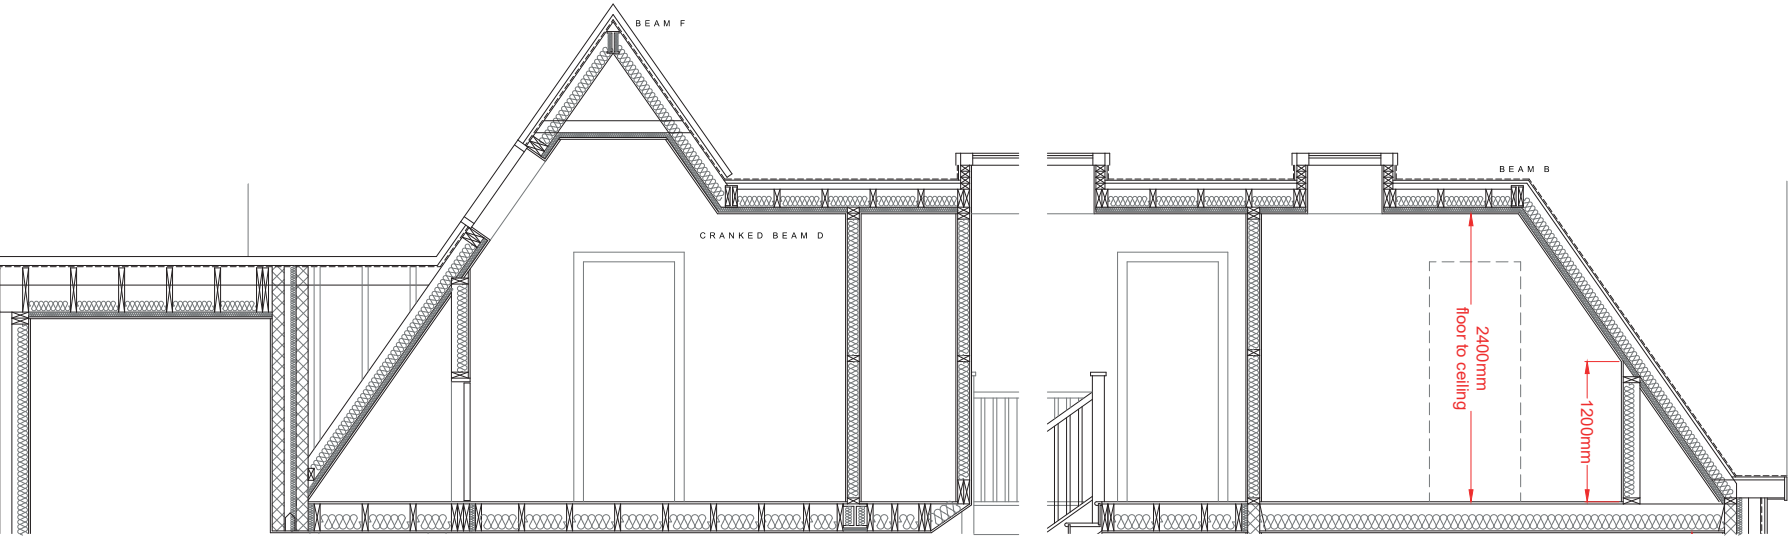 BEAM F
BEAM B
CRANKED BEAM D
2400mm
floor to ceiling
1200mm